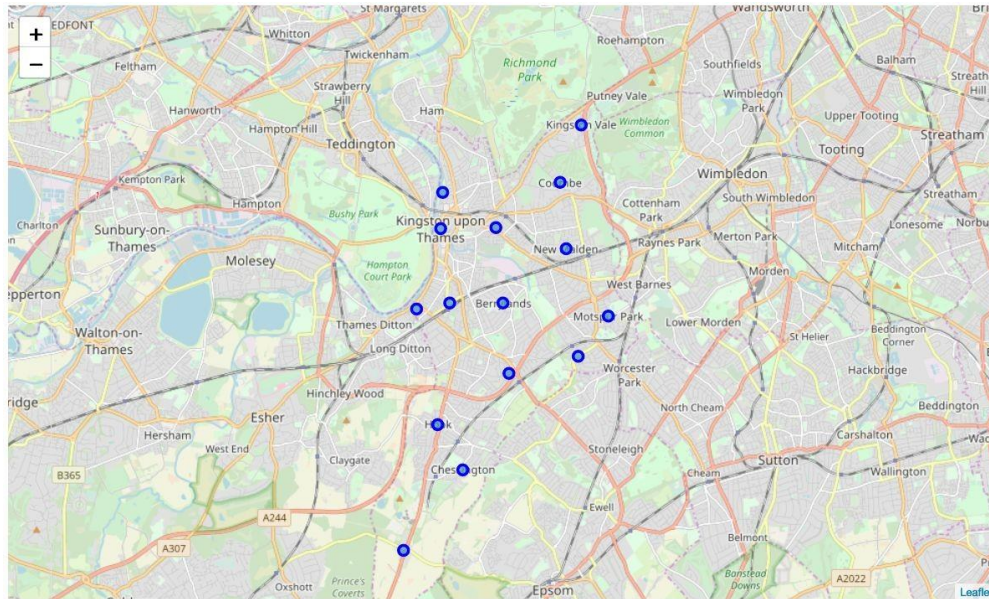 St Margarets
Wandsworth
EDFONT
Whitton
+
−
Twickenham
Roehampton
Feltham
Richmond
Park
Southfields
Balham
Strawberry
Hill
Putney Vale
Wimbledon
Park
Hanworth
Ham
Upper Tooting
Hampton Hill
Wimbledon
Common
Streatham
Teddington
Tooting
Kempton Park
Wimbledon
Charlton
Hampton
Bushy Park
Cottenham
Park
South Wimbledon
Streatham
Sunbury-on-
Thames
Kingston upon
Thames
Lonesome
Raynes Park
Merton Park
Mitcham
Molesey
Hampton
Court Park
Morden
West Barnes
Thames Ditton
Lower Morden
St Helier
Beddington
Corner
Walton-on-
Thames
Long Ditton
Worcester
Park
Hackbridge
Hinchley Wood
Esher
North Cheam
Beddington
Hersham
West End
Stoneleigh
Carshalton
Claygate
Cheam
Sutton
Wallington
B365
Ewell
A244
Belmont
A307
Oxshott
Prince's
Coverts
Epsom
Banstead
Downs
A2022
Leafle